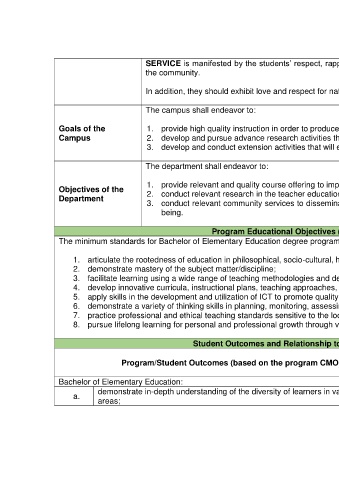 SERVICE is manifested by the students' respect, rapp
the community.
In addition, they should exhibit love and respect for nat
Goals of the
Campus
The campus shall endeavor to:
1. provide high quality instruction in order to produce
2. develop and pursue advance research activities th
3. develop and conduct extension activities that will e
Objectives of the
Department
The department shall endeavor to:
1. provide relevant and quality course offering to imp
2. conduct relevant research in the teacher educatio
3. conduct relevant community services to dissemina
being.
Program Educational Objectives
The minimum standards for Bachelor of Elementary Education degree program
1. articulate the rootedness of education in philosophical, socio-cultural, h
2. demonstrate mastery of the subject matter/discipline;
3. facilitate learning using a wide range of teaching methodologies and de
4. develop innovative curricula, instructional plans, teaching approaches,
5. apply skills in the development and utilization of ICT to promote quality
6. demonstrate a variety of thinking skills in planning, monitoring, assessin
7. practice professional and ethical teaching standards sensitive to the loc
8. pursue lifelong learning for personal and professional growth through v
Student Outcomes and Relationship to
Program/Student Outcomes (based on the program CMO
Bachelor of Elementary Education:
a. demonstrate in-depth understanding of the diversity of learners in va
areas;